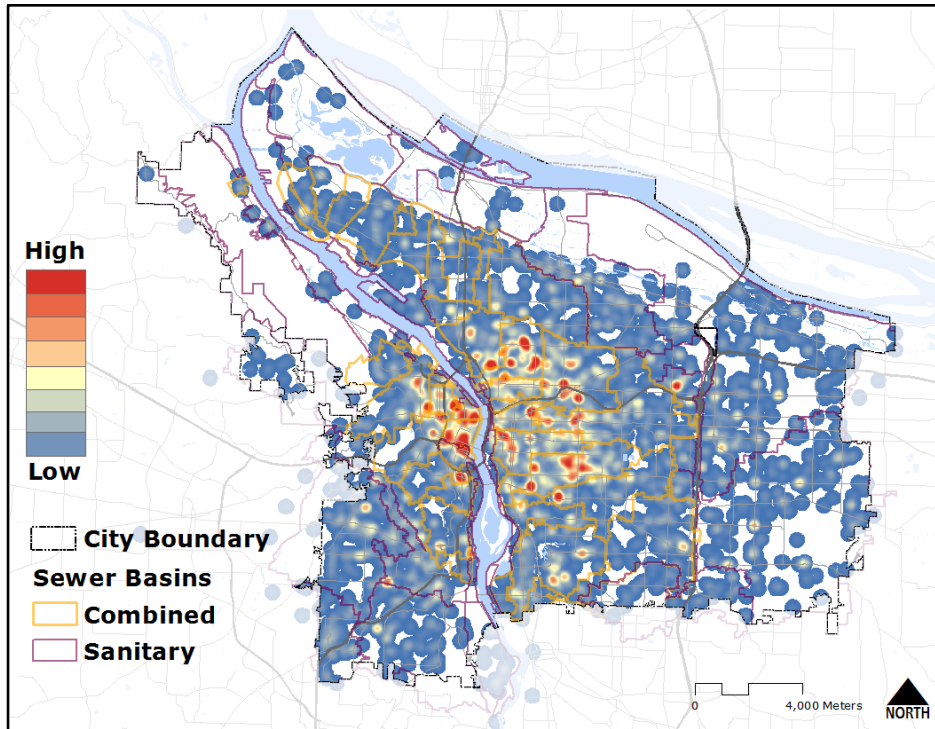 High
Low
City Boundary
Sewer Basins
Combined
Sanitary
0
4,000 Meters
NORTH